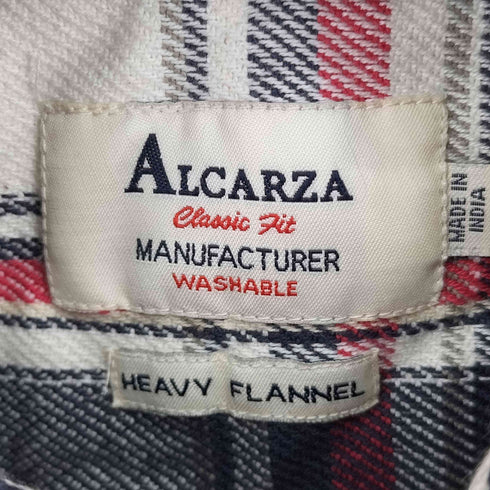 ALCARZA
Classic Fit
MANUFACTURER
WASHABLE
MADE IN
INDIA
HEAVY FLANNEL